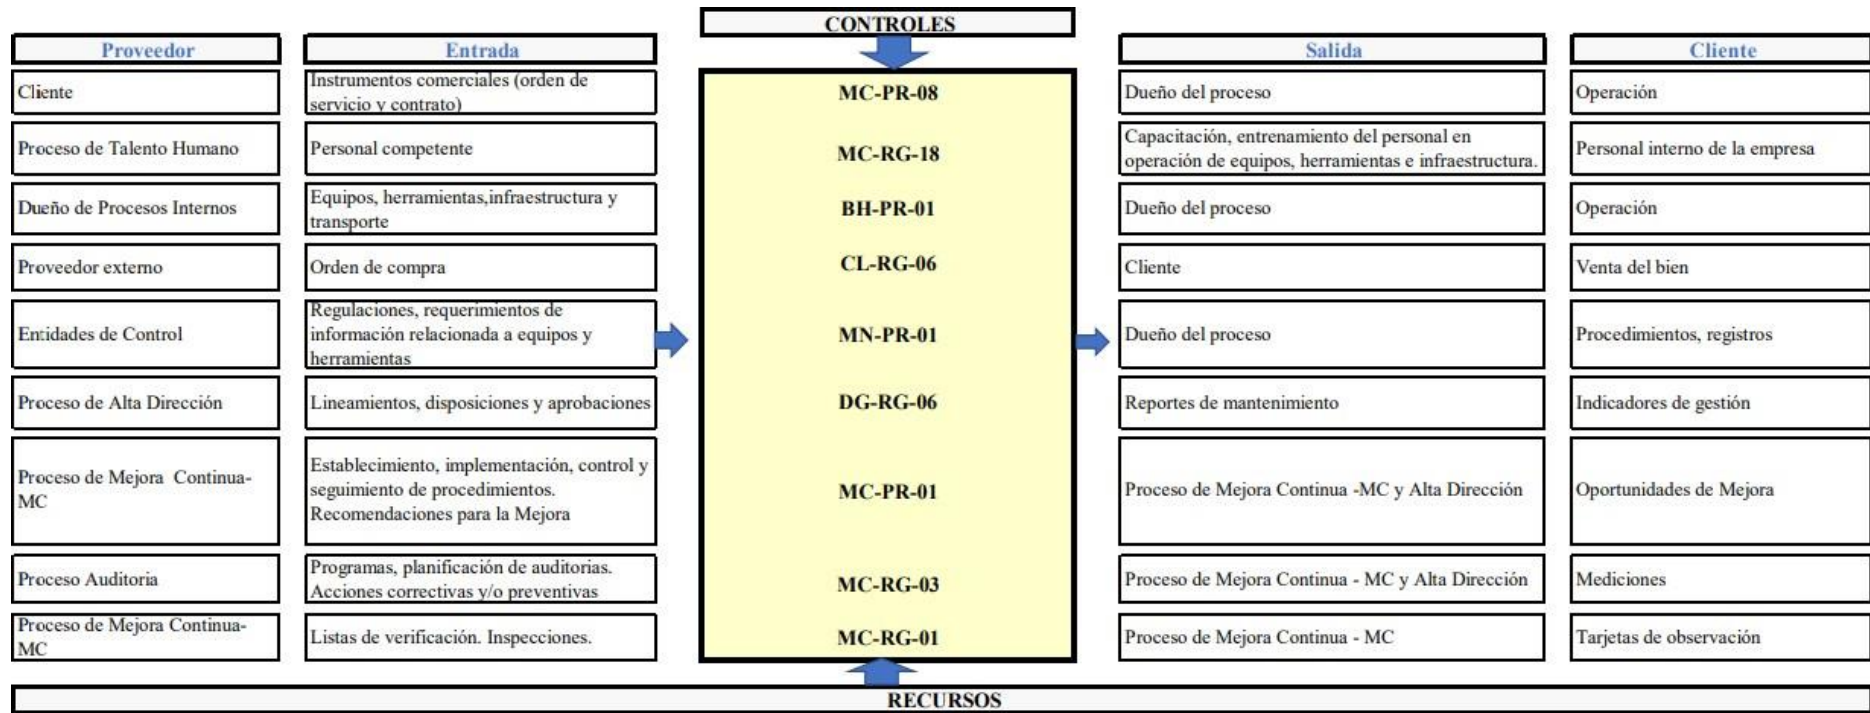 CONTROLES
Proveedor
Entrada
Salida
Cliente
Cliente
Instrumentos comerciales (orden de
servicio y contrato)
MC-PR-08
Dueño del proceso
Operación
Proceso de Talento Humano
Personal competente
MC-RG-18
Capacitación, entrenamiento del personal en
operación de equipos, herramientas e infraestructura.
Personal interno de la empresa
Dueño de Procesos Internos
Equipos, herramientas,infraestructura y
transporte
BH-PR-01
Dueño del proceso
Operación
Proveedor externo
Orden de compra
CL-RG-06
Cliente
Venta del bien
Entidades de Control
Regulaciones, requerimientos de
información relacionada a equipos y
herramientas
MN-PR-01
Dueño del proceso
Procedimientos, registros
Proceso de Alta Dirección
Lineamientos, disposiciones y aprobaciones
DG-RG-06
Reportes de mantenimiento
Indicadores de gestión
Proceso de Mejora Continua-
MC
Establecimiento, implementación, control y
seguimiento de procedimientos.
Recomendaciones para la Mejora
MC-PR-01
Proceso de Mejora Continua -MC y Alta Dirección
Oportunidades de Mejora
Proceso Auditoria
Programas, planificación de auditorias.
Acciones correctivas y/o preventivas
MC-RG-03
Proceso de Mejora Continua - MC y Alta Dirección
Mediciones
Proceso de Mejora Continua-
MC
Listas de verificación. Inspecciones.
MC-RG-01
Proceso de Mejora Continua - MC
Tarjetas de observación
RECURSOS